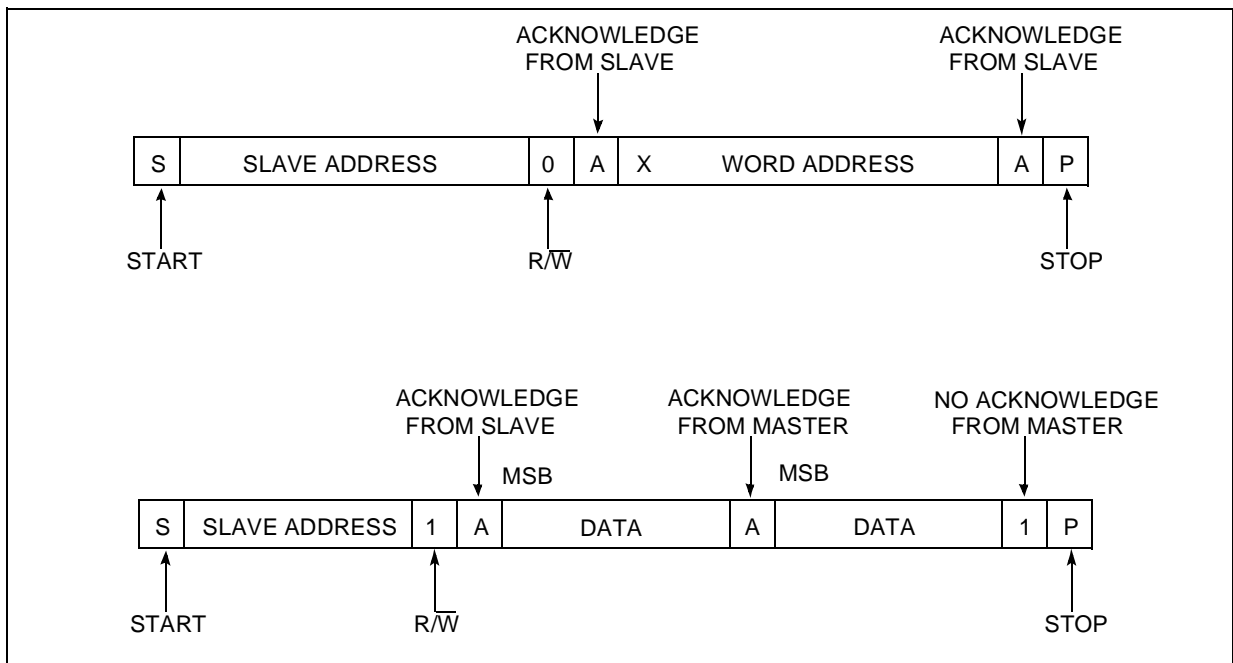 ACKNOWLEDGE FROM SLAVE
ACKNOWLEDGE FROM SLAVE
S SLAVE ADDRESS 0 A X WORD ADDRESS A P
START R/W̅ STOP
ACKNOWLEDGE FROM SLAVE
ACKNOWLEDGE FROM MASTER
NO ACKNOWLEDGE FROM MASTER
MSB MSB
S SLAVE ADDRESS 1 A DATA A DATA 1 P
START R/W̅ STOP